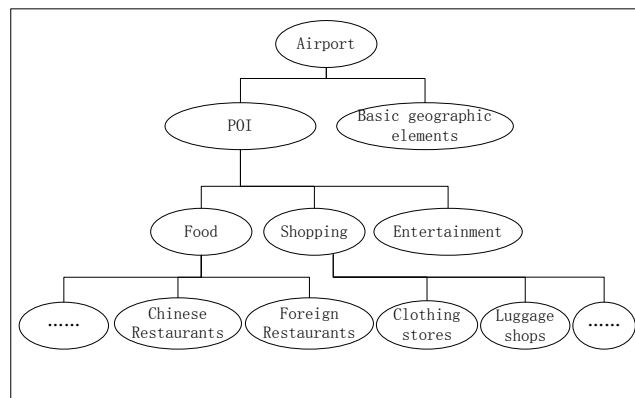 Airport
POI
Basic geographic
elements
Food
Shopping
Entertainment
……
Chinese
Restaurants
Foreign
Restaurants
Clothing
stores
Luggage
shops
……